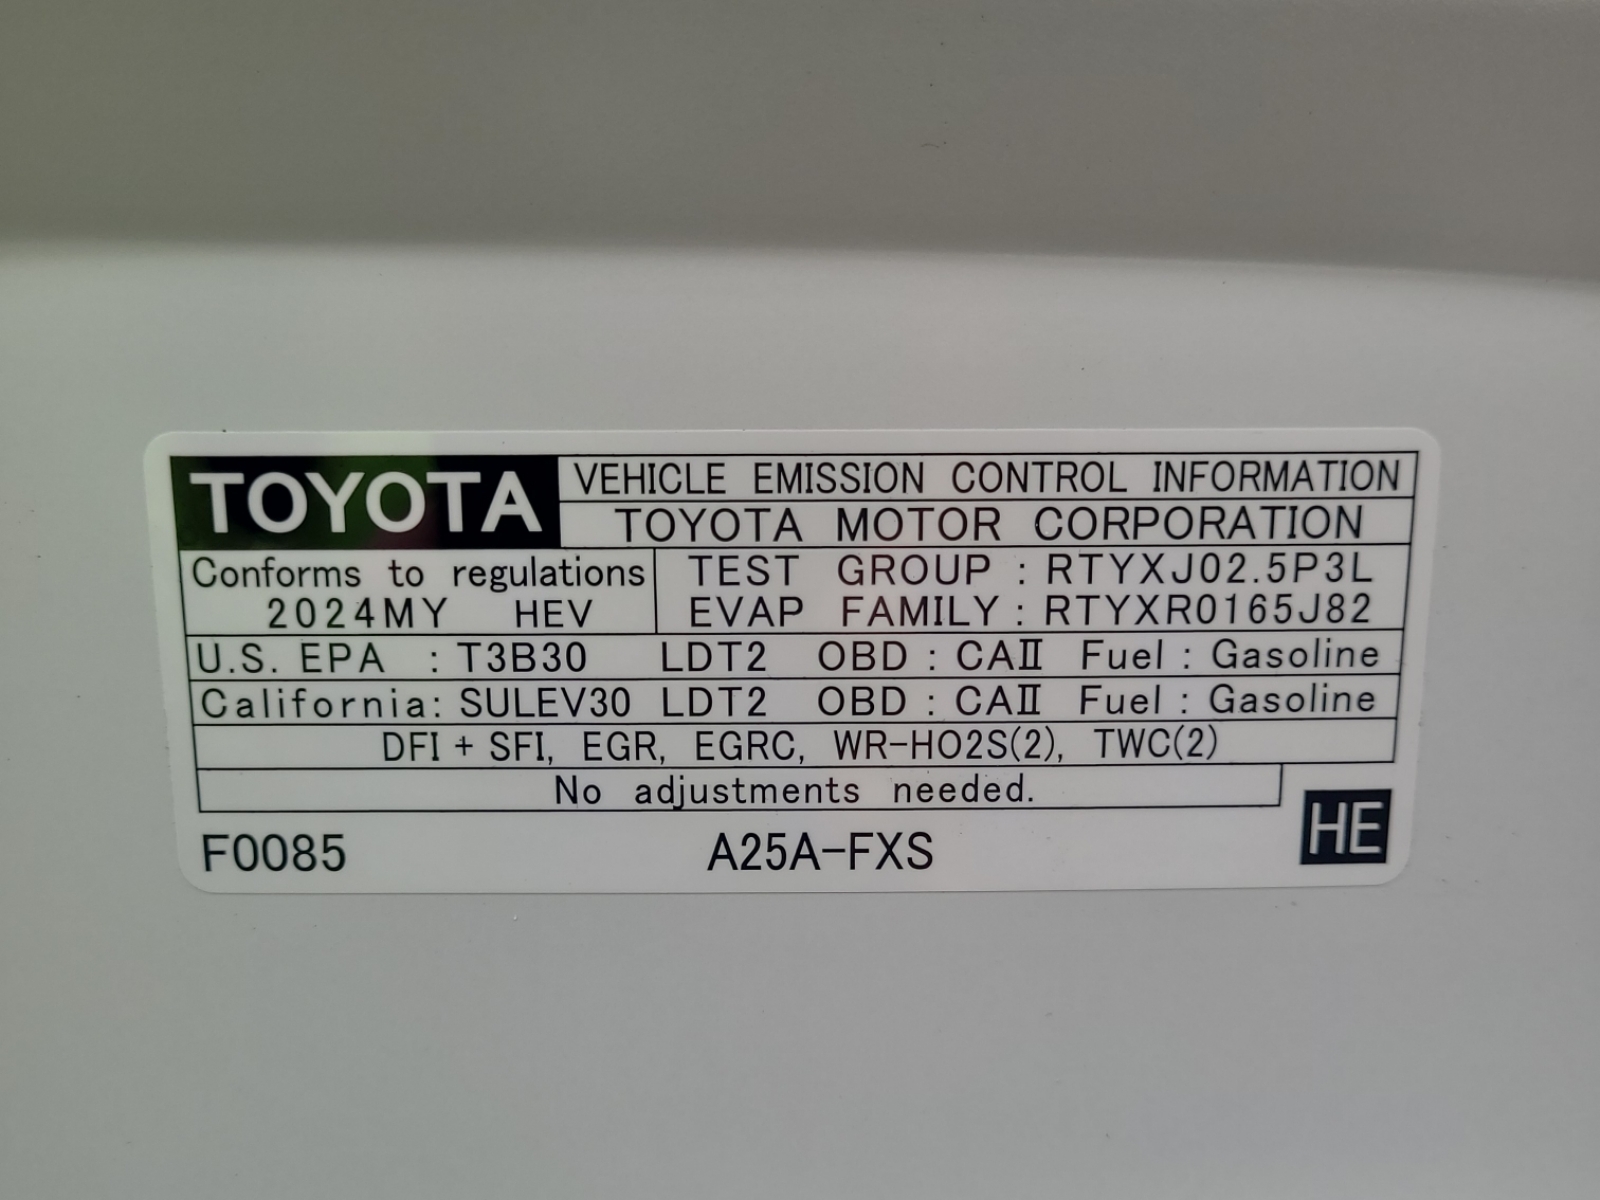 TOYOTA
VEHICLE EMISSION CONTROL INFORMATION
TOYOTA MOTOR CORPORATION
Conforms to regulations
2024MY HEV
TEST GROUP : RTYXJ02.5P3L
EVAP FAMILY : RTYXR0165J82
U.S. EPA : T3B30 LDT2 OBD : CAⅡ Fuel : Gasoline
California: SULEV30 LDT2 OBD : CAⅡ Fuel : Gasoline
DFI + SFI, EGR, EGRC, WR-HO2S(2), TWC(2)
No adjustments needed.
F0085 A25A-FXS HE